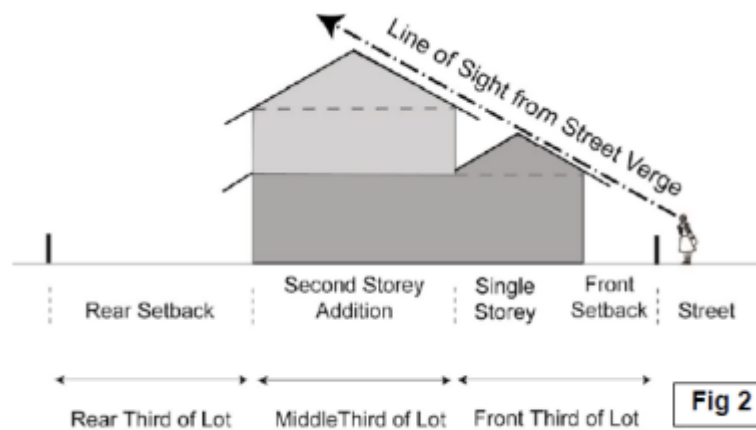 Line of Sight from Street Verge
Rear Setback
Second Storey
Addition
Single
Storey
Front
Setback
Street
Rear Third of Lot
MiddleThird of Lot
Front Third of Lot
Fig 2